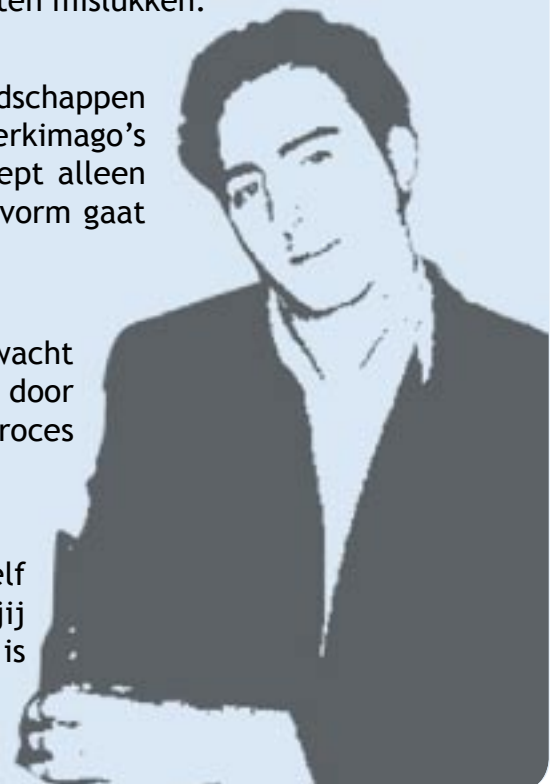 ten mislukken.
dschappen
erkimago's
ept alleen
vorm gaat
wacht
door
roces
elf
jij
is